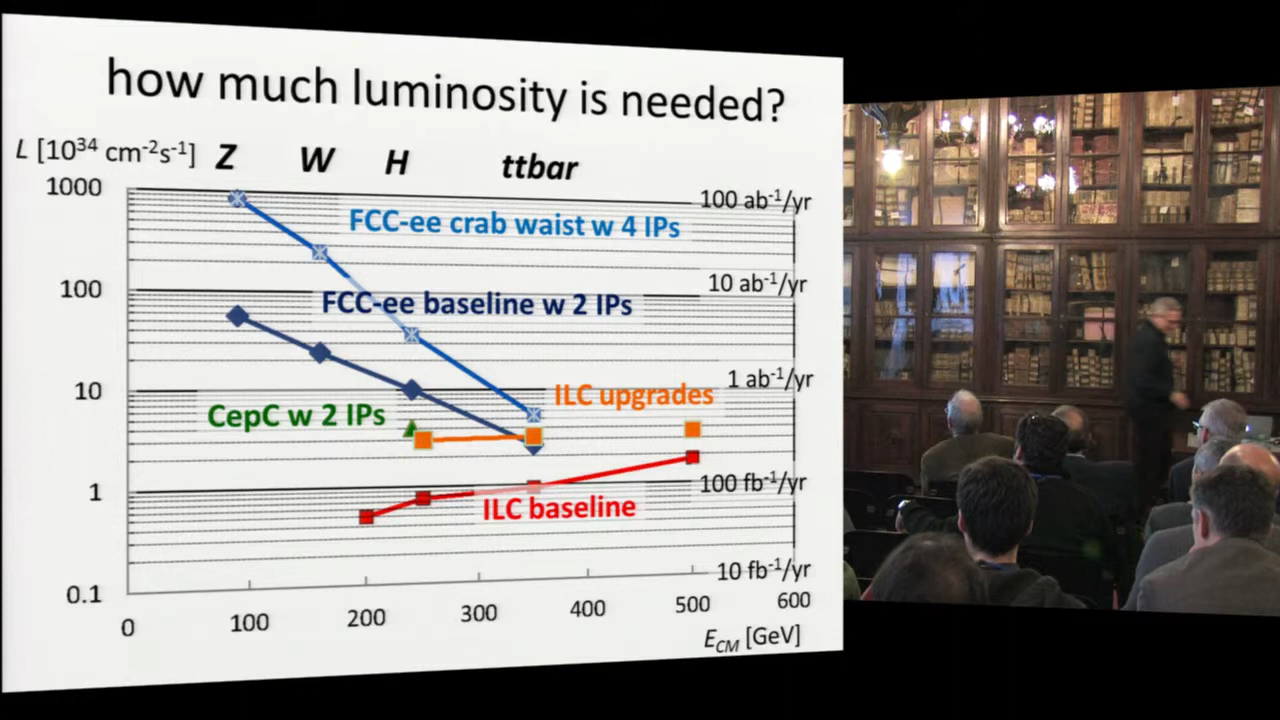 how much luminosity is needed?
L [10³⁴ cm⁻²s⁻¹] Z W H ttbar
1000
100 ab⁻¹/yr
FCC-ee crab waist w 4 IPs
100
10 ab⁻¹/yr
FCC-ee baseline w 2 IPs
10
1 ab⁻¹/yr
ILC upgrades
CepC w 2 IPs
1
100 fb⁻¹/yr
ILC baseline
10 fb⁻¹/yr
0.1
0 100 200 300 400 500 600
E_CM [GeV]